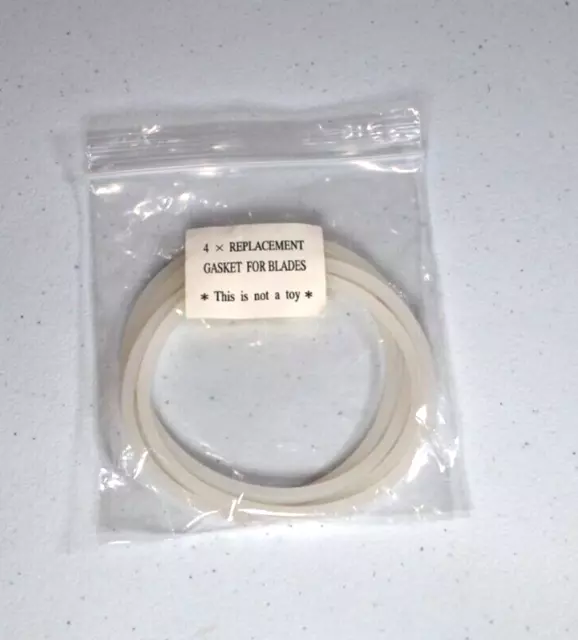 4 × REPLACEMENT
GASKET FOR BLADES
* This is not a toy *